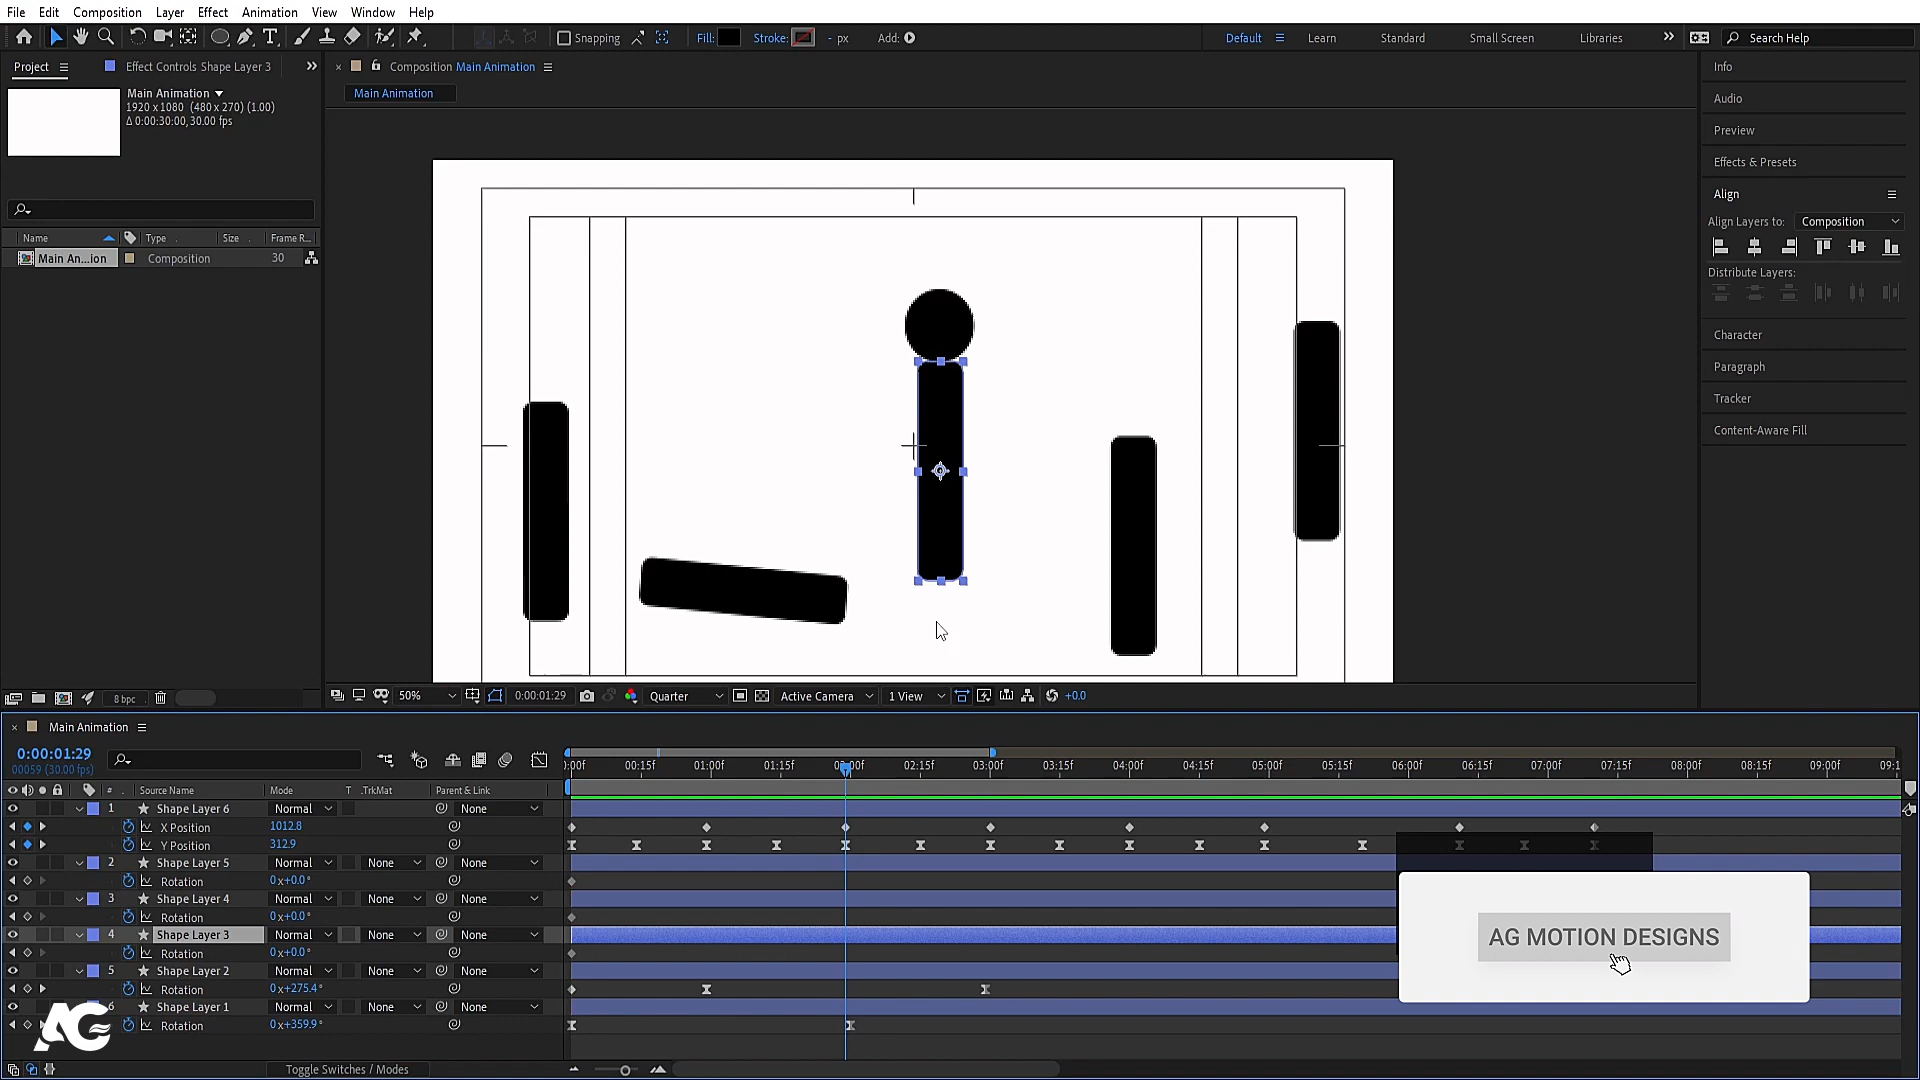 File Edit Composition Layer Effect Animation View Window Help
Snapping Fill: Stroke: - px Add: Default Learn Standard Small Screen Libraries Search Help
Project Effect Controls Shape Layer 3
Composition Main Animation
Info
Main Animation
1920 x 1080 (480 x 270) (1.00)
Δ 0:00:30:00, 30.00 fps
Main Animation
Audio
Preview
Effects & Presets
Align
Align Layers to: Composition
Name Type Size Frame R...
Main An...ion Composition 30
Distribute Layers:
Character
Paragraph
Tracker
Content-Aware Fill
8 bpc
50% 0:00:01:29 Quarter Active Camera 1 View +0.0
Main Animation
0:00:01:29
00059 (30.00 fps)
:00f 00:15f 01:00f 01:15f 02:00f 02:15f 03:00f 03:15f 04:00f 04:15f 05:00f 05:15f 06:00f 06:15f 07:00f 07:15f 08:00f 08:15f 09:00f 09:1
# Source Name Mode T .TrkMat Parent & Link
1 Shape Layer 6 Normal None
X Position 1012.8
Y Position 312.9
2 Shape Layer 5 Normal None None
Rotation 0x+0.0°
3 Shape Layer 4 Normal None None
Rotation 0x+0.0°
4 Shape Layer 3 Normal None None
Rotation 0x+0.0°
5 Shape Layer 2 Normal None None
Rotation 0x+275.4°
6 Shape Layer 1 Normal None None
Rotation 0x+359.9°
Toggle Switches / Modes
AG MOTION DESIGNS
AG